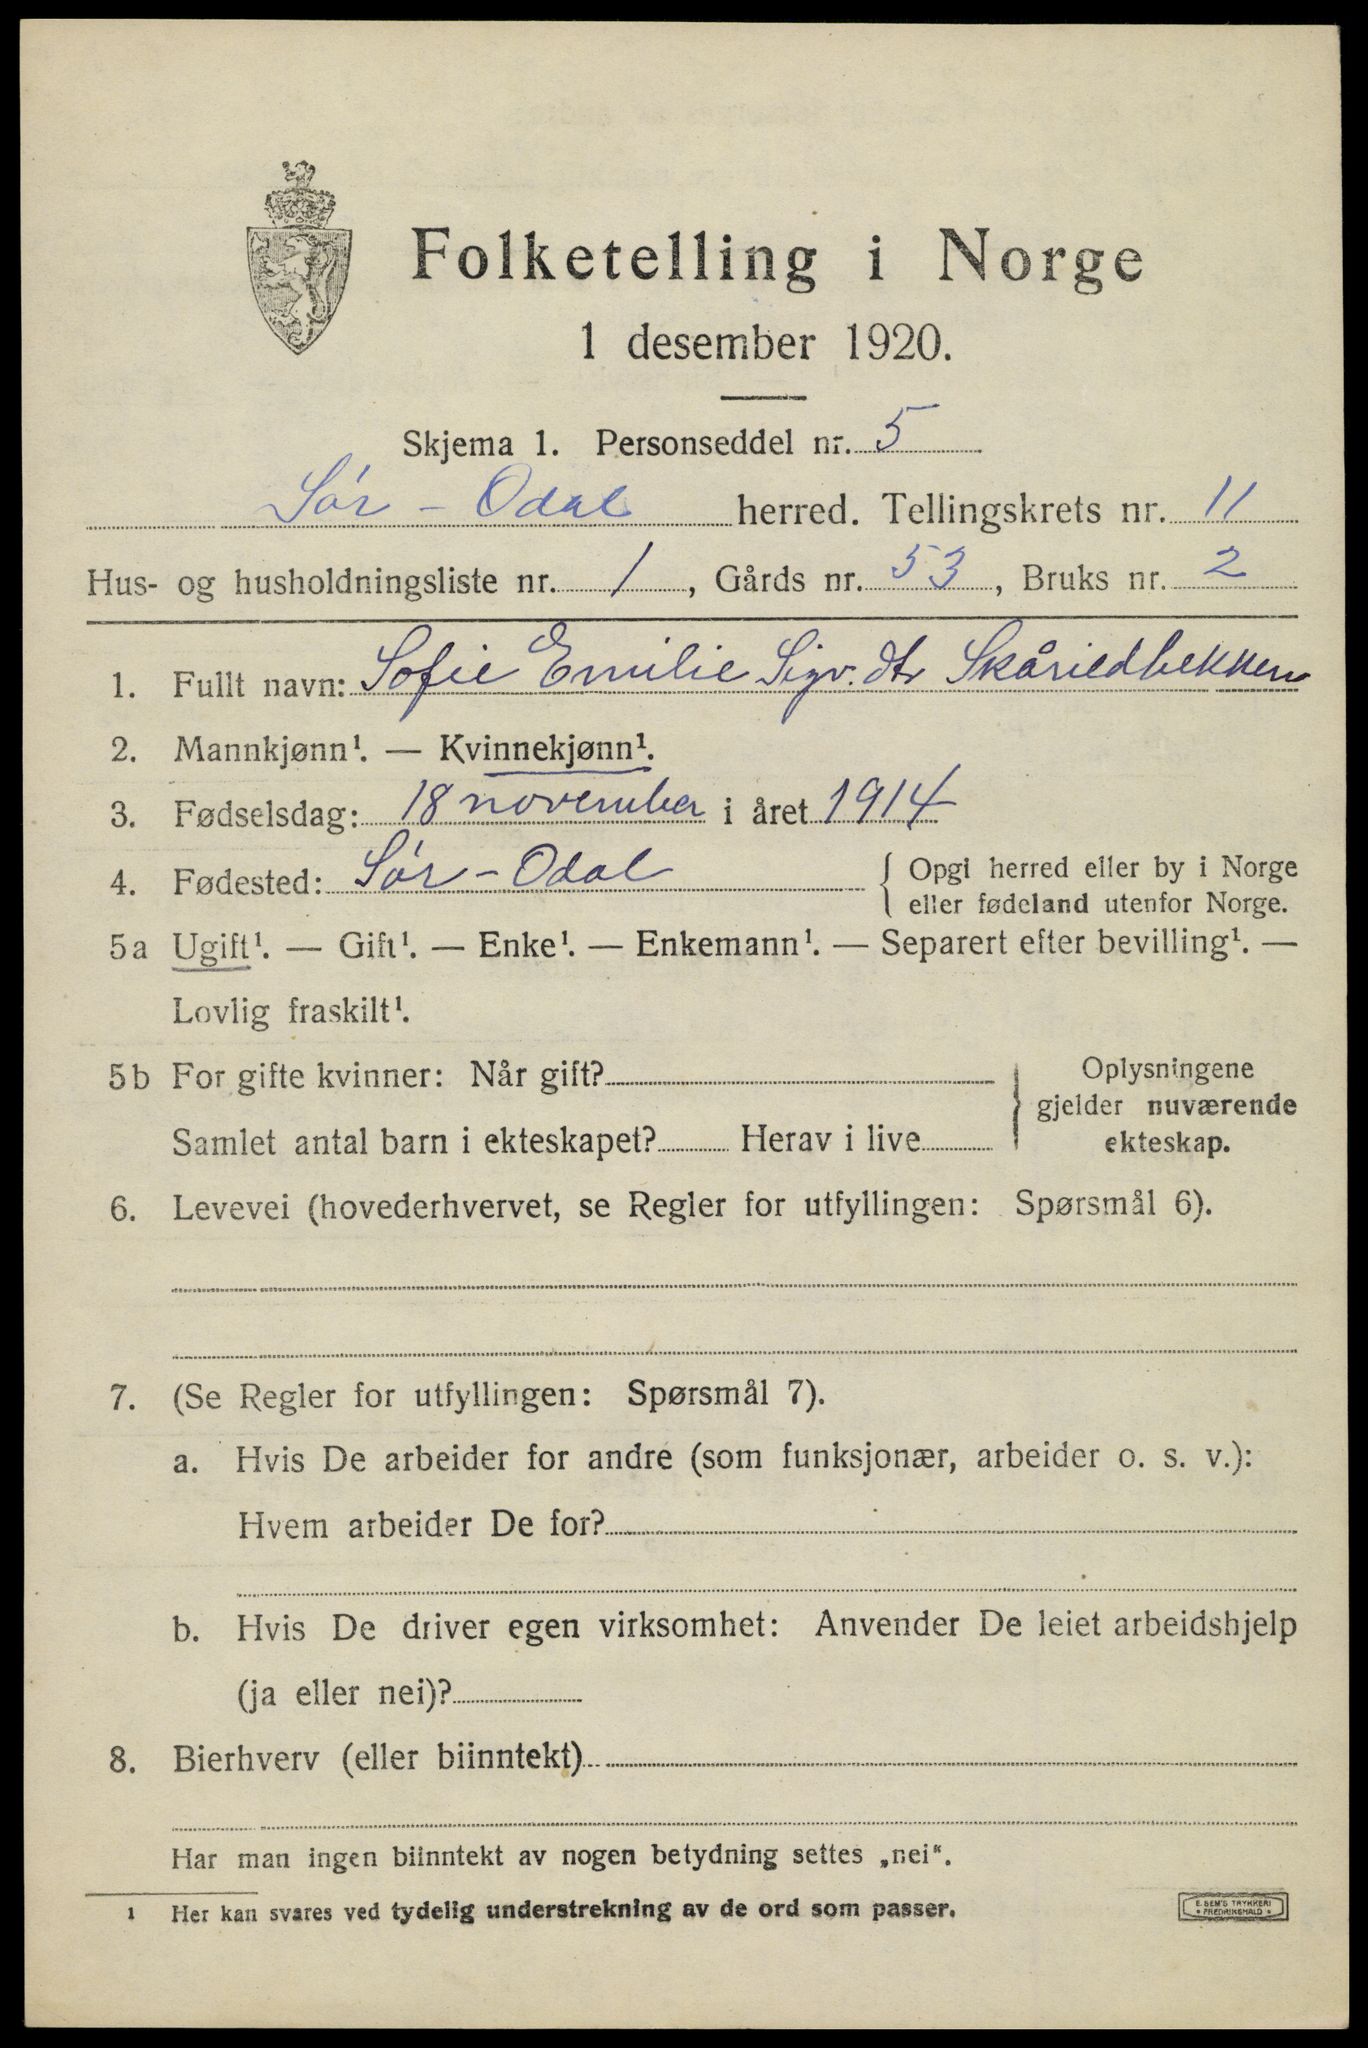 Folketelling i Norge
1 desember 1920.
Skjema 1. Personseddel nr. 5
Sór - Odal herred. Tellingskrets nr. 11
Hus- og husholdningsliste nr. 1, Gårds nr. 53, Bruks nr. 2
1. Fullt navn: Sofie Emilie Sigv. dtr Skåriedbekken
2. Mannkjønn¹. — Kvinnekjønn¹.
3. Fødselsdag: 18 november i året 1914
4. Fødested: Sór - Odal { Opgi herred eller by i Norge
eller fødeland utenfor Norge.
5a Ugift¹. — Gift¹. — Enke¹. — Enkemann¹. — Separert efter bevilling¹. —
Lovlig fraskilt¹.
5b For gifte kvinner: Når gift? } Oplysningene
gjelder nuværende
Samlet antal barn i ekteskapet? Herav i live ekteskap.
6. Levevei (hovederhvervet, se Regler for utfyllingen: Spørsmål 6).
7. (Se Regler for utfyllingen: Spørsmål 7).
a. Hvis De arbeider for andre (som funksjonær, arbeider o. s. v.):
Hvem arbeider De for?
b. Hvis De driver egen virksomhet: Anvender De leiet arbeidshjelp
(ja eller nei)?
8. Bierhverv (eller biinntekt)
Har man ingen biinntekt av nogen betydning settes „nei“.
1 Her kan svares ved tydelig understrekning av de ord som passer.
E. SEM'S TRYKKERI
• FREDRIKSHALD •